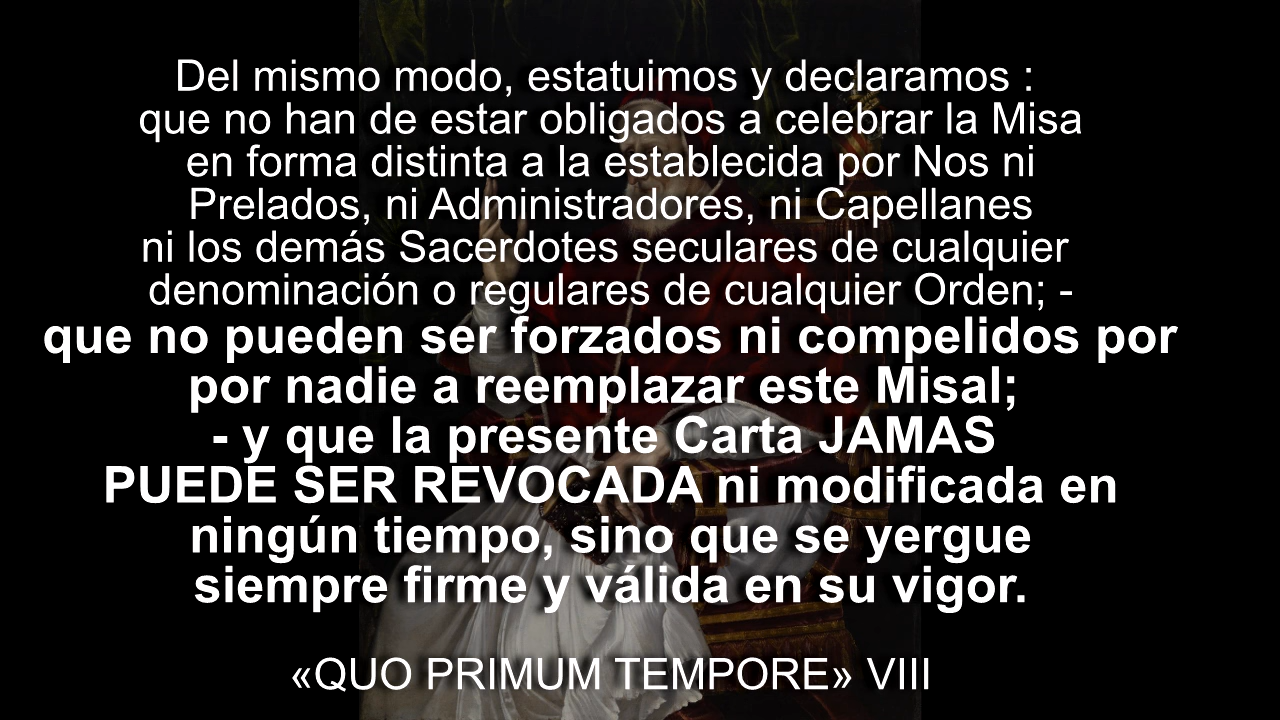 Del mismo modo, estatuimos y declaramos :
que no han de estar obligados a celebrar la Misa
en forma distinta a la establecida por Nos ni
Prelados, ni Administradores, ni Capellanes
ni los demás Sacerdotes seculares de cualquier
denominación o regulares de cualquier Orden; -
que no pueden ser forzados ni compelidos por
por nadie a reemplazar este Misal;
- y que la presente Carta JAMAS
PUEDE SER REVOCADA ni modificada en
ningún tiempo, sino que se yergue
siempre firme y válida en su vigor.
«QUO PRIMUM TEMPORE» VIII